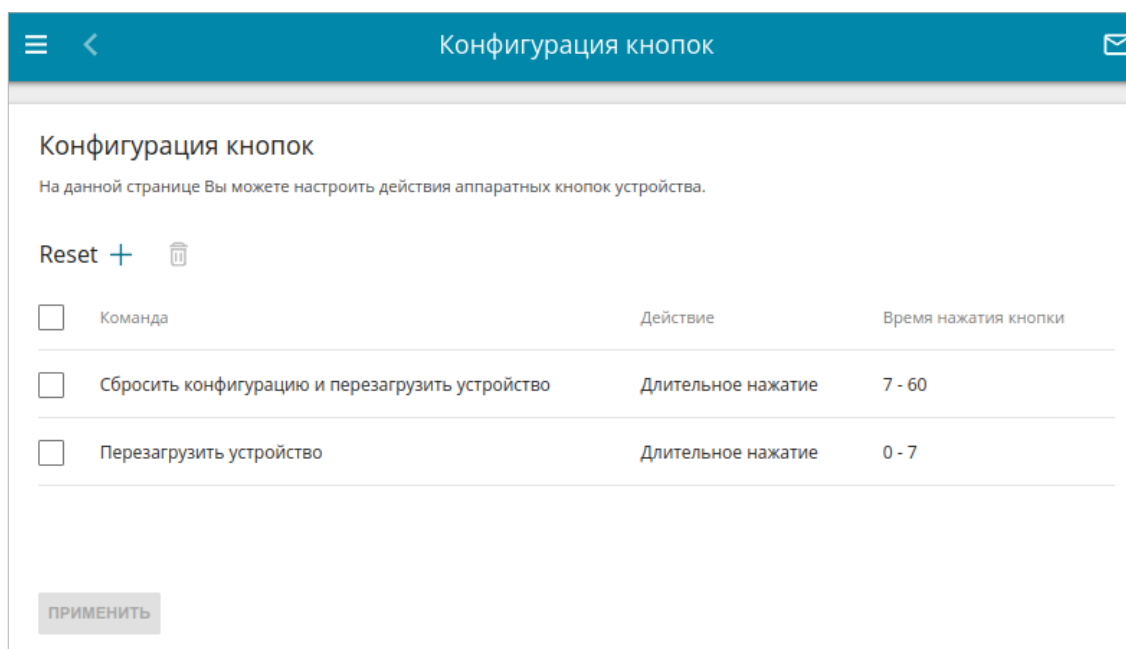 Конфигурация кнопок
Конфигурация кнопок
На данной странице Вы можете настроить действия аппаратных кнопок устройства.
Reset
Команда Действие Время нажатия кнопки
Сбросить конфигурацию и перезагрузить устройство Длительное нажатие 7 - 60
Перезагрузить устройство Длительное нажатие 0 - 7
ПРИМЕНИТЬ